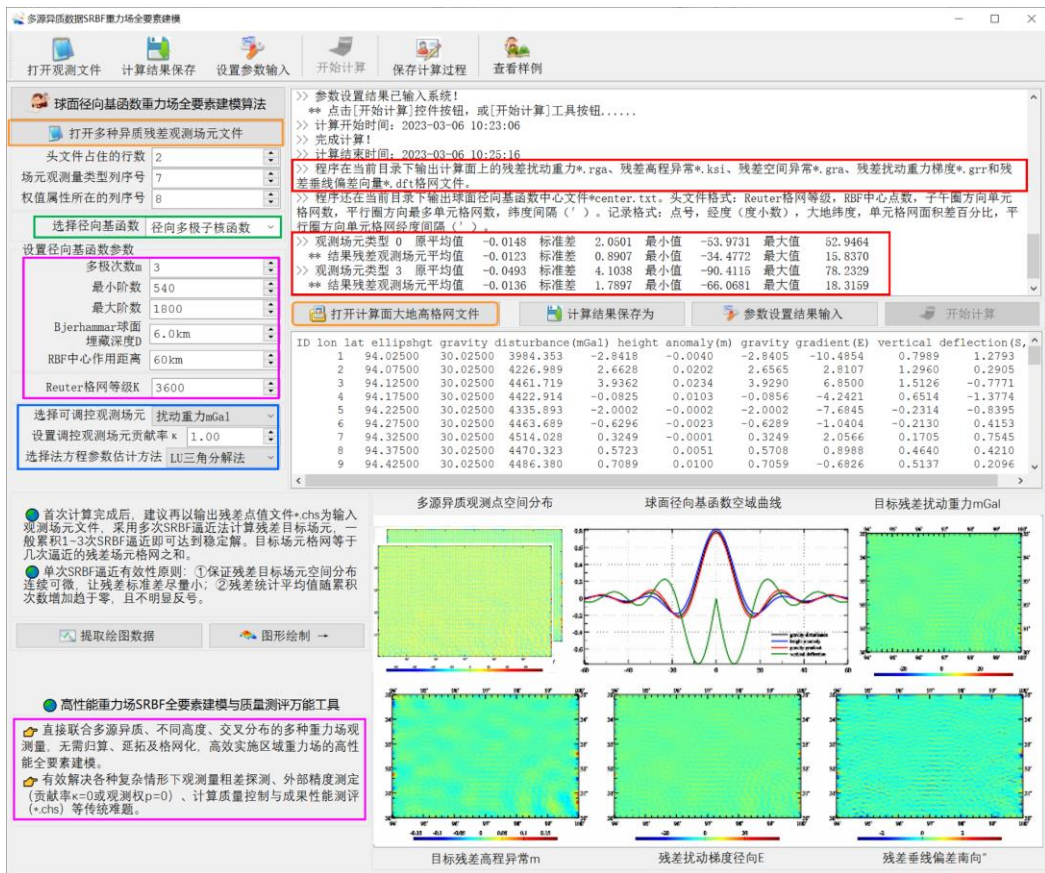 多源异质数据SRBF重力场全要素建模
打开观测文件 计算结果保存 设置参数输入 开始计算 保存计算过程 查看样例
球面径向基函数重力场全要素建模算法
打开多种异质残差观测场元文件
头文件占住的行数 2
场元观测量类型列序号 7
权值属性所在的列序号 8
选择径向基函数 径向多极子核函数
设置径向基函数参数
多极次数m 3
最小阶数 540
最大阶数 1800
Bjerhammar球面
埋藏深度D 6.0km
RBF中心作用距离 60km
Reuter格网等级K 3600
选择可调控观测场元 扰动重力mGal
设置调控观测场元贡献率κ 1.00
选择法方程参数估计方法 LU三角分解法
>> 参数设置结果已输入系统!
** 点击[开始计算]控件按钮，或[开始计算]工具按钮......
>> 计算开始时间：2023-03-06 10:23:06
>> 完成计算!
>> 计算结束时间：2023-03-06 10:25:16
>> 程序在当前目录下输出计算面上的残差扰动重力*.rga、残差高程异常*.ksi、残差空间异常*.gra、残差扰动重力梯度*.grr和残
差垂线偏差向量*.dft格网文件。
>> 程序还在当前目录下输出球面径向基函数中心文件*center.txt。头文件格式：Reuter格网等级，RBF中心点数，子午圈方向单元
格网数，平行圈方向最多单元格网数，纬度间隔（′）。记录格式：点号，经度（度小数），大地纬度，单元格网面积差百分比，平
行圈方向单元格网经度间隔（′）。
>> 观测场元类型 0 原平均值 -0.0148 标准差 2.0501 最小值 -53.9731 最大值 52.9464
** 结果残差观测场元平均值 -0.0123 标准差 0.8907 最小值 -34.4772 最大值 15.8370
>> 观测场元类型 3 原平均值 -0.0493 标准差 4.1038 最小值 -90.4115 最大值 78.2329
** 结果残差观测场元平均值 -0.0136 标准差 1.7897 最小值 -66.0681 最大值 18.3159
打开计算面大地高格网文件 计算结果保存为 参数设置结果输入 开始计算
ID lon lat ellipshgt gravity disturbance(mGal) height anomaly(m) gravity gradient(E) vertical deflection(S,
1 94.02500 30.02500 3984.353 -2.8418 -0.0040 -2.8405 -10.4854 0.7989 1.2793
2 94.07500 30.02500 4226.989 2.6628 0.0202 2.6565 2.8107 1.2960 0.2905
3 94.12500 30.02500 4461.719 3.9362 0.0234 3.9290 6.8500 1.5126 -0.7771
4 94.17500 30.02500 4422.914 -0.0825 0.0103 -0.0856 -4.2421 0.6514 -1.3774
5 94.22500 30.02500 4335.893 -2.0002 -0.0002 -2.0002 -7.6845 -0.2314 -0.8395
6 94.27500 30.02500 4463.689 -0.6296 -0.0023 -0.6289 -1.0404 -0.2130 0.4153
7 94.32500 30.02500 4514.028 0.3249 -0.0001 0.3249 2.0566 0.1705 0.7545
8 94.37500 30.02500 4470.323 0.5723 0.0051 0.5708 0.8988 0.4640 0.4210
9 94.42500 30.02500 4486.380 0.7089 0.0100 0.7059 -0.6826 0.5137 0.2096
首次计算完成后，建议再以输出残差点值文件*.chs为输入
观测场元文件，采用多次SRBF逼近法计算残差目标场元，一
般累积1~3次SRBF逼近即可达到稳定解。目标场元格网等于
几次逼近的残差场元格网之和。
单次SRBF逼近有效性原则：①保证残差目标场元空间分布
连续可微，让残差标准差尽量小；②残差统计平均值随累积
次数增加趋于零，且不明显反号。
提取绘图数据 图形绘制 →
高性能重力场SRBF全要素建模与质量测评万能工具
直接联合多源异质、不同高度、交叉分布的多种重力场观
测量，无需归算、延拓及格网化，高效实施区域重力场的高性
能全要素建模。
有效解决各种复杂情形下观测量粗差探测、外部精度测定
（贡献率κ=0或观测权p=0）、计算质量控制与成果性能测评
（*.chs）等传统难题。
多源异质观测点空间分布 球面径向基函数空域曲线 目标残差扰动重力mGal
gravity disturbance
height anomaly
gravity gradient
vertical deflection
目标残差高程异常m 残差扰动梯度径向E 残差垂线偏差南向"